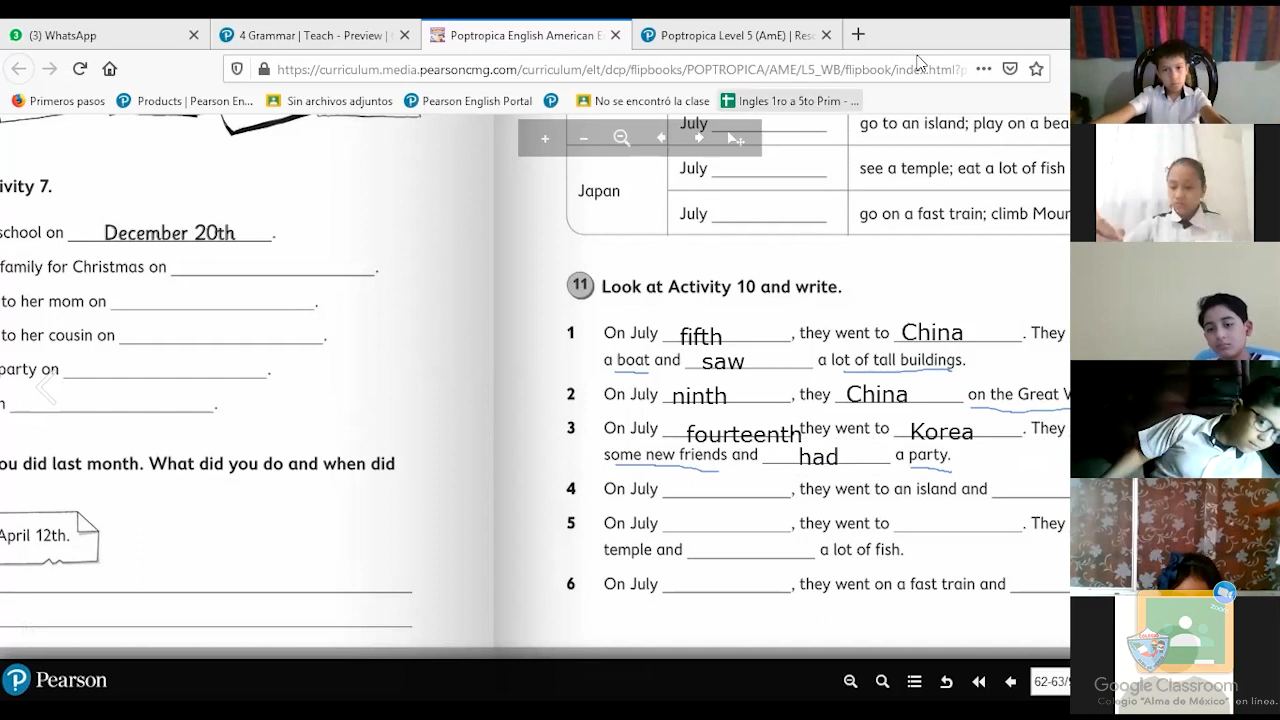 (3) WhatsApp
4 Grammar | Teach - Preview |
Poptropica English American E
Poptropica Level 5 (AmE) | Res
https://curriculum.media.pearsoncmg.com/curriculum/elt/dcp/flipbooks/POPTROPICA/AME/L5_WB/flipbook/index.html?p
Primeros pasos
Products | Pearson En...
Sin archivos adjuntos
Pearson English Portal
No se encontró la clase
Ingles 1ro a 5to Prim - ...
ivity 7.
school on December 20th.
family for Christmas on
to her mom on
to her cousin on
party on
ou did last month. What did you do and when did
April 12th.
July go to an island; play on a bea
Japan
July see a temple; eat a lot of fish
July go on a fast train; climb Moun
11 Look at Activity 10 and write.
1 On July fifth, they went to China. They
a boat and saw a lot of tall buildings.
2 On July ninth, they China on the Great
3 On July fourteenth, they went to Korea. They
some new friends and had a party.
4 On July, they went to an island and
5 On July, they went to. They
temple and a lot of fish.
6 On July, they went on a fast train and
Pearson
62-63/
zoom
Google Classroom
Colegio "Alma de México" en línea.